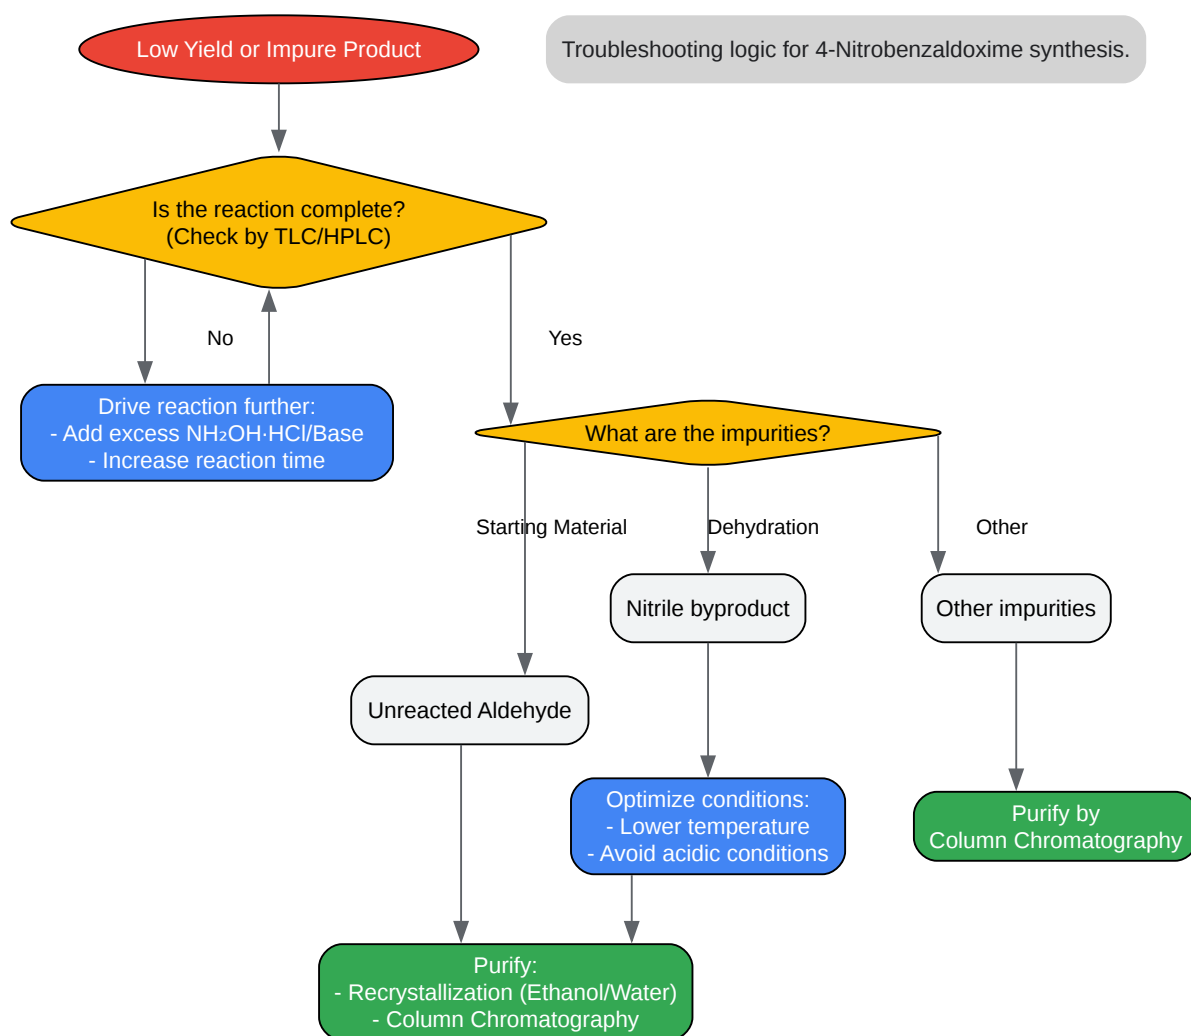 Low Yield or Impure Product
Troubleshooting logic for 4-Nitrobenzaldoxime synthesis.
Is the reaction complete?
(Check by TLC/HPLC)
No
Yes
Drive reaction further:
- Add excess NH₂OH·HCl/Base
- Increase reaction time
What are the impurities?
Starting Material
Dehydration
Other
Nitrile byproduct
Other impurities
Unreacted Aldehyde
Optimize conditions:
- Lower temperature
- Avoid acidic conditions
Purify by
Column Chromatography
Purify:
- Recrystallization (Ethanol/Water)
- Column Chromatography